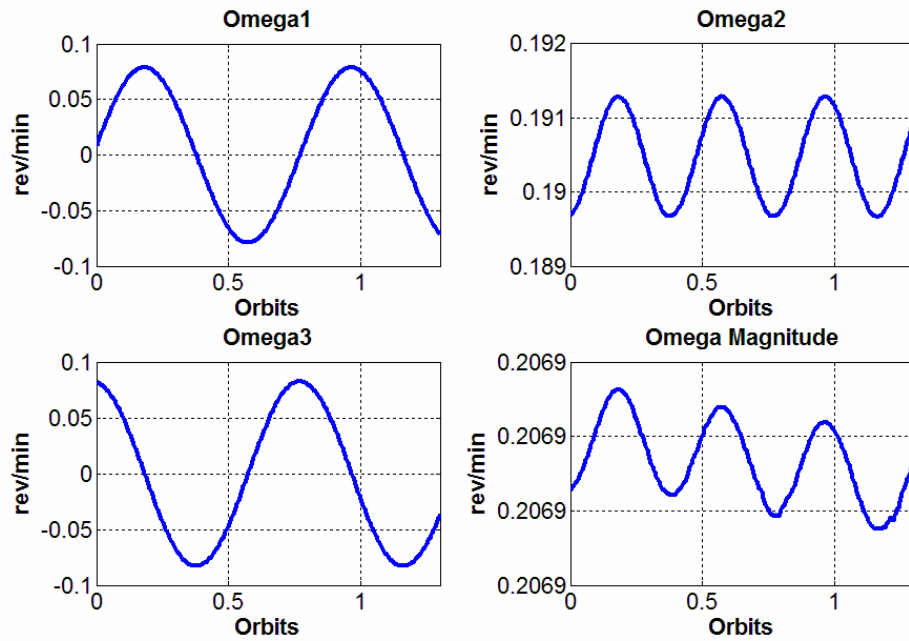 Omega1
0.1
0.05
0
-0.05
-0.1
rev/min
0
0.5
1
Orbits
Omega2
0.192
0.191
0.19
0.189
rev/min
0
0.5
1
Orbits
Omega3
0.1
0.05
0
-0.05
-0.1
rev/min
0
0.5
1
Orbits
Omega Magnitude
0.2069
0.2069
0.2069
0.2069
rev/min
0
0.5
1
Orbits